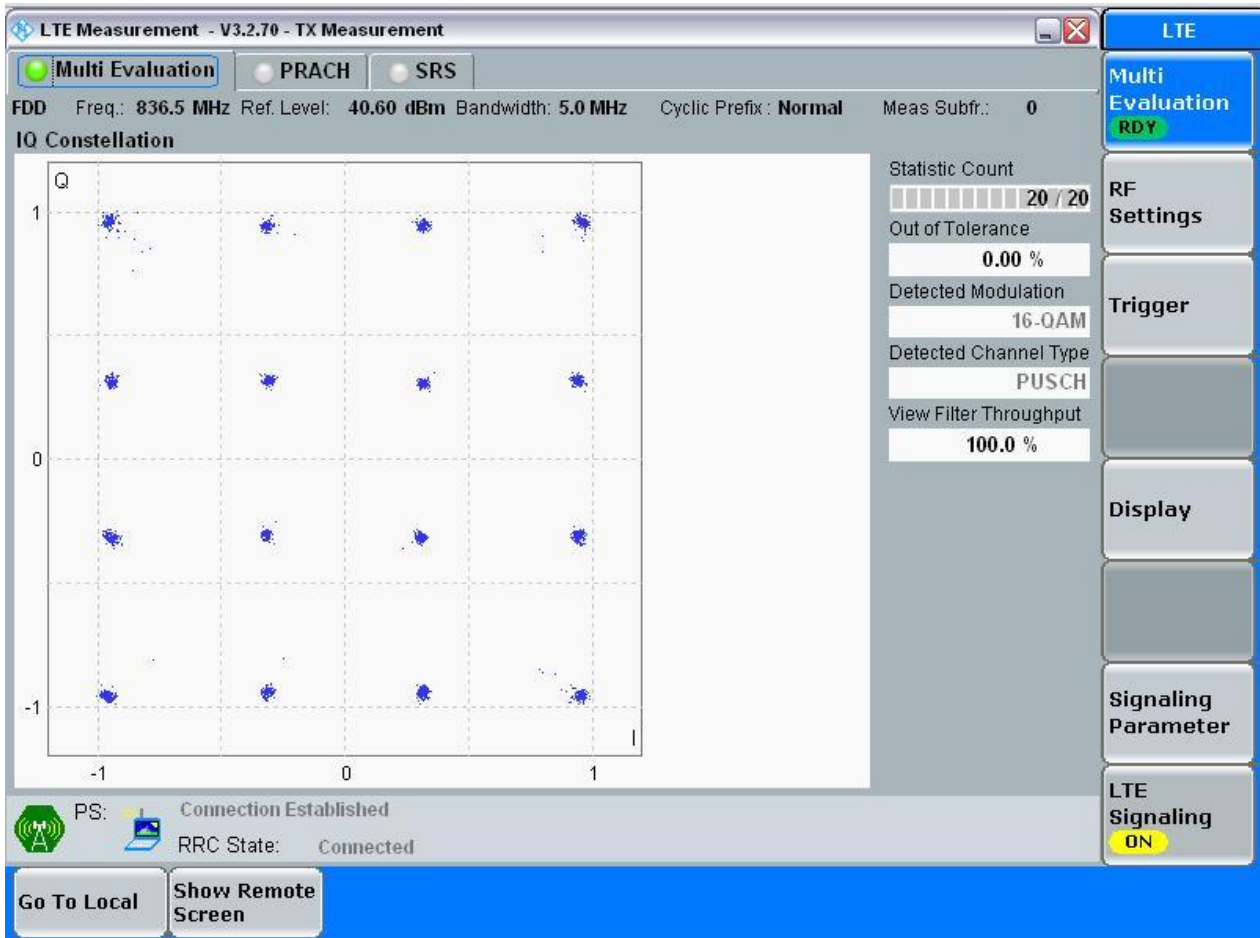 LTE Measurement - V3.2.70 - TX Measurement
LTE
Multi Evaluation PRACH SRS
Multi
Evaluation
RDY
FDD Freq.: 836.5 MHz Ref. Level: 40.60 dBm Bandwidth: 5.0 MHz Cyclic Prefix : Normal Meas Subfr.: 0
IQ Constellation
Q
1
0
-1
-1 0 1
I
Statistic Count
20 / 20
Out of Tolerance
0.00 %
Detected Modulation
16-QAM
Detected Channel Type
PUSCH
View Filter Throughput
100.0 %
RF
Settings
Trigger
Display
Signaling
Parameter
LTE
Signaling
ON
PS: Connection Established
RRC State: Connected
Go To Local
Show Remote
Screen